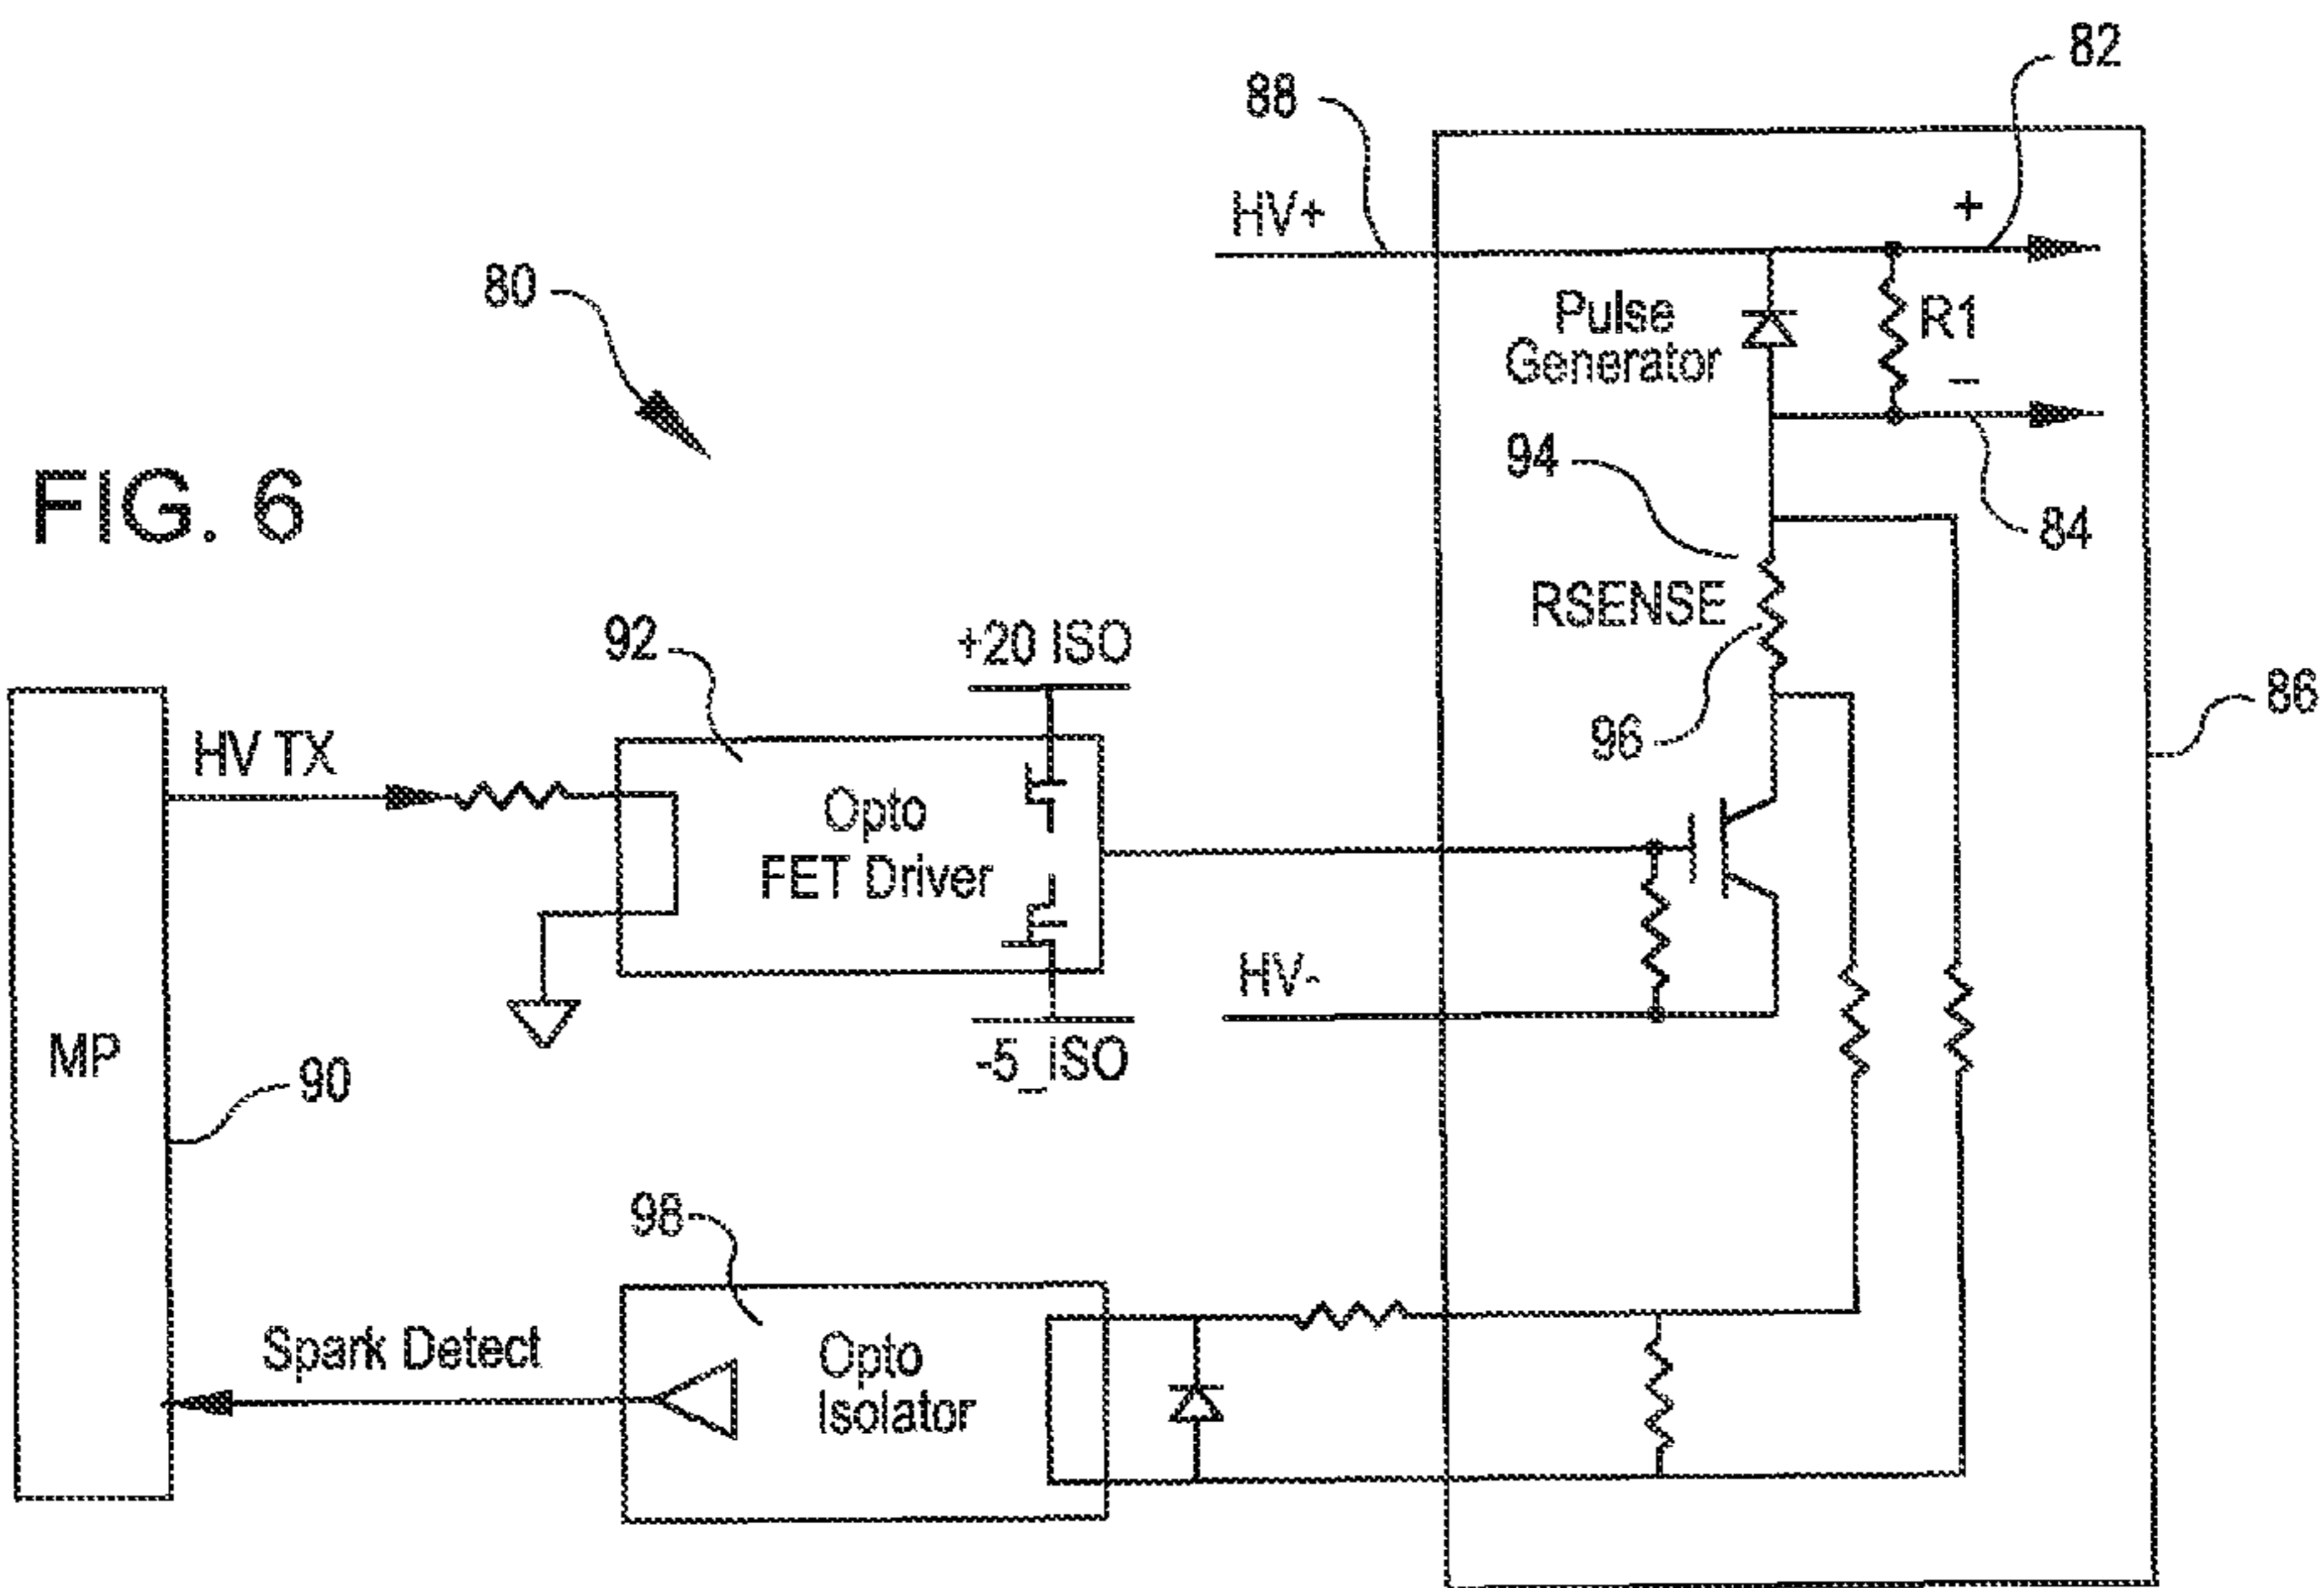 82
88
HV+
+
80
Pulse
Generator
R1
−
94
84
FIG. 6
RSENSE
92
+20 ISO
96
86
HV TX
Opto
FET Driver
HV-
MP
-5_ISO
90
98
Spark Detect
Opto
Isolator